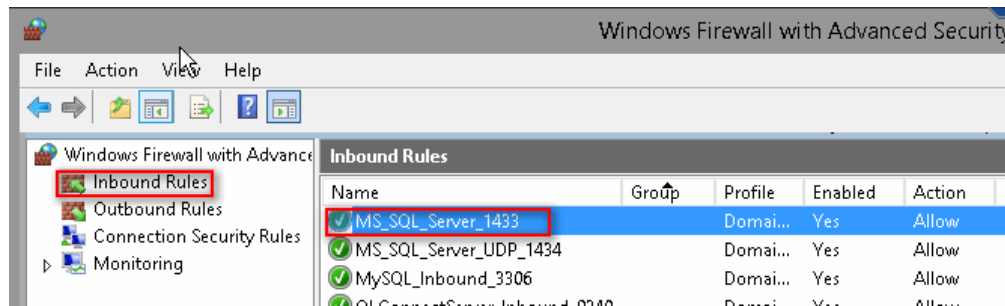 Windows Firewall with Advanced Security
File Action View Help
Windows Firewall with Advance
Inbound Rules
Outbound Rules
Connection Security Rules
Monitoring
Inbound Rules
Name Group Profile Enabled Action
MS_SQL_Server_1433 Domai... Yes Allow
MS_SQL_Server_UDP_1434 Domai... Yes Allow
MySQL_Inbound_3306 Domai... Yes Allow